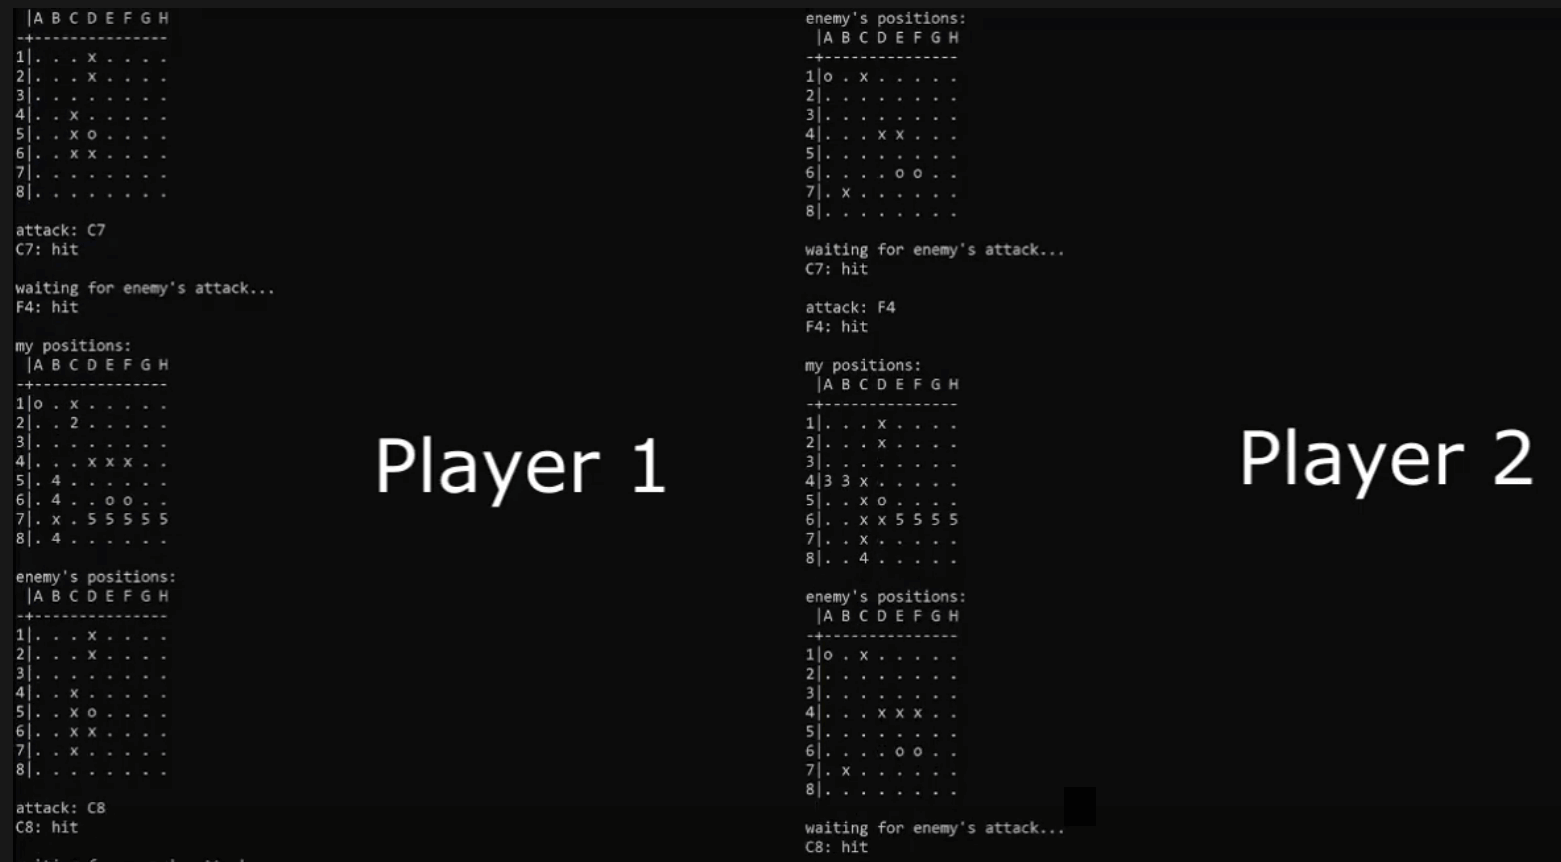 |A B C D E F G H
-+---------------
1|. . . x . . . .
2|. . . x . . . .
3|. . . . . . . .
4|. . x . . . . .
5|. . x o . . . .
6|. . x x . . . .
7|. . . . . . . .
8|. . . . . . . .
attack: C7
C7: hit
waiting for enemy's attack...
F4: hit
my positions:
 |A B C D E F G H
-+---------------
1|o . x . . . . .
2|. . 2 . . . . .
3|. . . . . . . .
4|. . . x x x . .
5|. 4 . . . . . .
6|. 4 . . o o . .
7|. x . 5 5 5 5 5
8|. 4 . . . . . .
enemy's positions:
 |A B C D E F G H
-+---------------
1|. . . x . . . .
2|. . . x . . . .
3|. . . . . . . .
4|. . x . . . . .
5|. . x o . . . .
6|. . x x . . . .
7|. . x . . . . .
8|. . . . . . . .
attack: C8
C8: hit
Player 1
enemy's positions:
 |A B C D E F G H
-+---------------
1|o . x . . . . .
2|. . . . . . . .
3|. . . . . . . .
4|. . . x x . . .
5|. . . . . . . .
6|. . . . o o . .
7|. x . . . . . .
8|. . . . . . . .
waiting for enemy's attack...
C7: hit
attack: F4
F4: hit
my positions:
 |A B C D E F G H
-+---------------
1|. . . x . . . .
2|. . . x . . . .
3|. . . . . . . .
4|3 3 x . . . . .
5|. . x o . . . .
6|. . x x 5 5 5 5
7|. . x . . . . .
8|. . 4 . . . . .
enemy's positions:
 |A B C D E F G H
-+---------------
1|o . x . . . . .
2|. . . . . . . .
3|. . . . . . . .
4|. . . x x x . .
5|. . . . . . . .
6|. . . . o o . .
7|. x . . . . . .
8|. . . . . . . .
waiting for enemy's attack...
C8: hit
Player 2